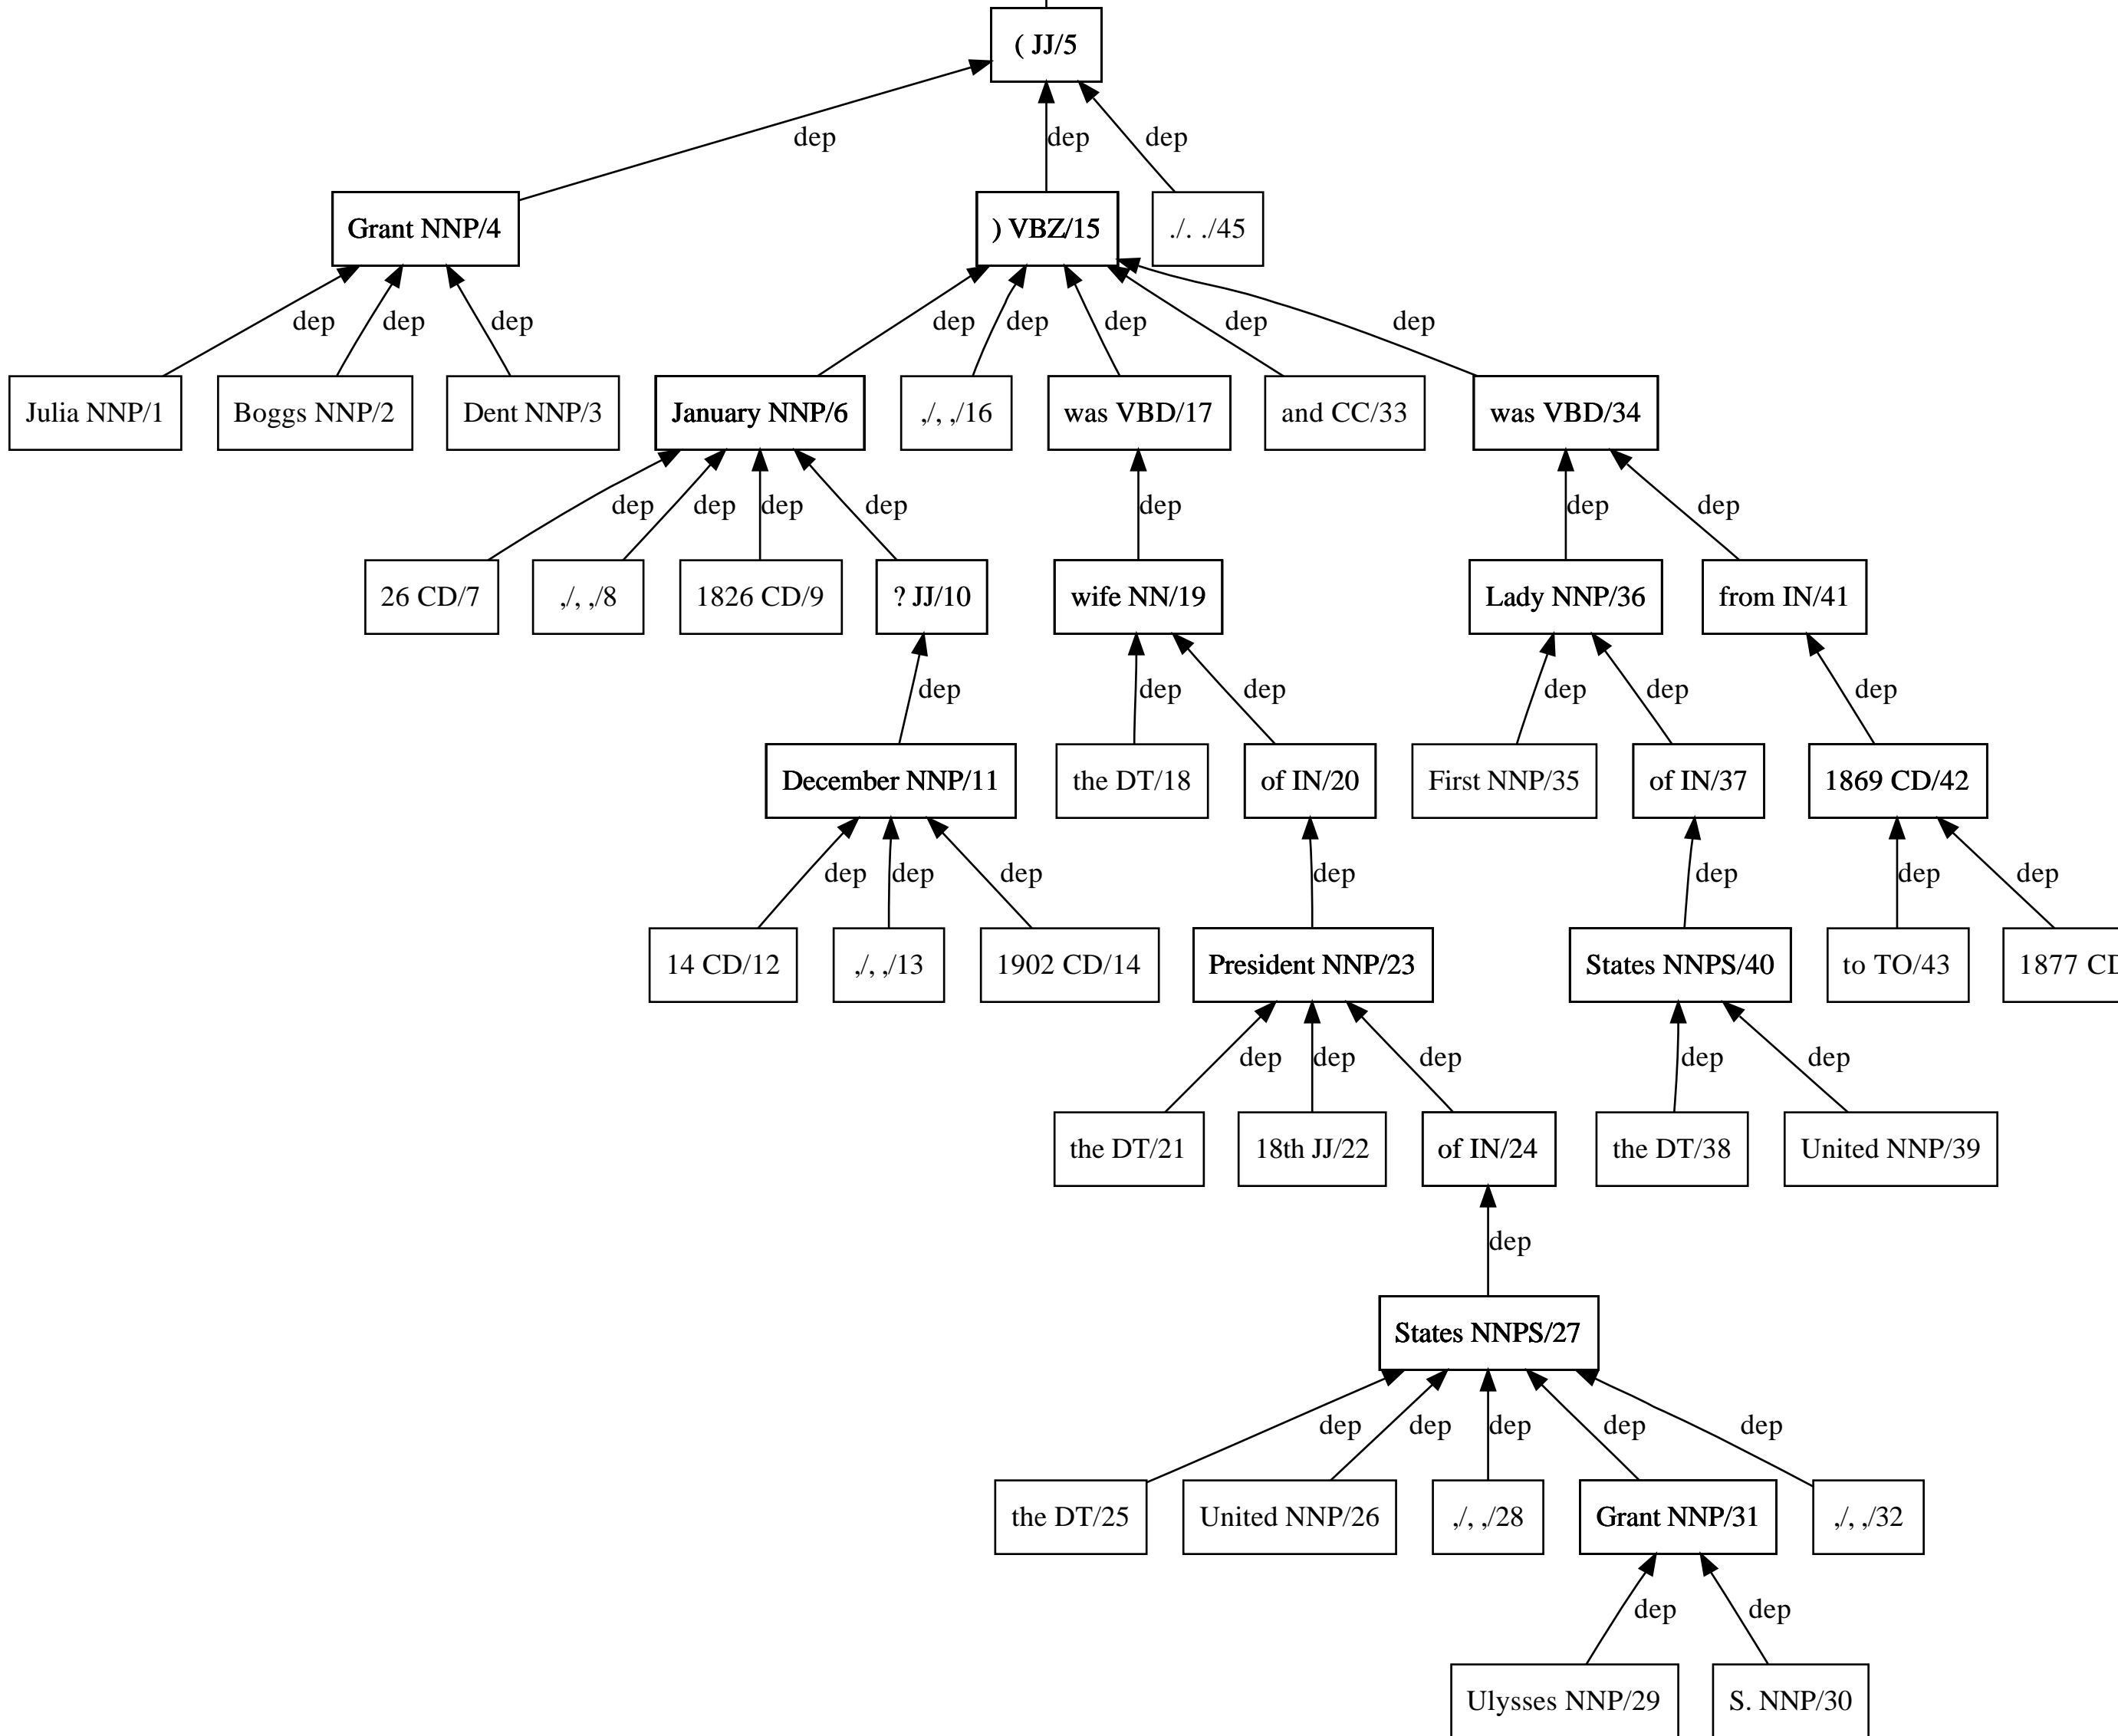 ( JJ/5
dep dep dep
Grant NNP/4 ) VBZ/15 ./. ./45
dep dep dep dep dep dep dep dep
Julia NNP/1 Boggs NNP/2 Dent NNP/3 January NNP/6 ,/, ,/16 was VBD/17 and CC/33 was VBD/34
dep dep dep dep dep dep dep
26 CD/7 ,/, ,/8 1826 CD/9 ? JJ/10 wife NN/19 Lady NNP/36 from IN/41
dep dep dep dep dep dep
December NNP/11 the DT/18 of IN/20 First NNP/35 of IN/37 1869 CD/42
dep dep dep dep dep dep dep
14 CD/12 ,/, ,/13 1902 CD/14 President NNP/23 States NNPS/40 to TO/43 1877 CD
dep dep dep dep dep
the DT/21 18th JJ/22 of IN/24 the DT/38 United NNP/39
dep
States NNPS/27
dep dep dep dep dep
the DT/25 United NNP/26 ,/, ,/28 Grant NNP/31 ,/, ,/32
dep dep
Ulysses NNP/29 S. NNP/30